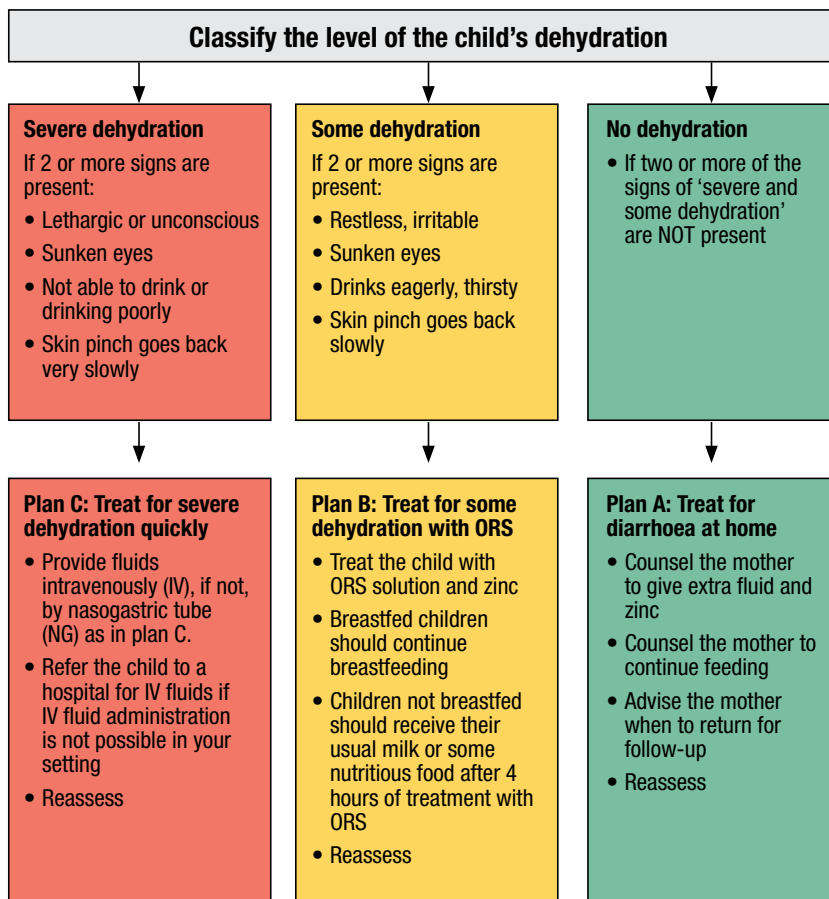 Classify the level of the child’s dehydration
Severe dehydration
If 2 or more signs are
present:
• Lethargic or unconscious
• Sunken eyes
• Not able to drink or
drinking poorly
• Skin pinch goes back
very slowly
Some dehydration
If 2 or more signs are
present:
• Restless, irritable
• Sunken eyes
• Drinks eagerly, thirsty
• Skin pinch goes back
slowly
No dehydration
• If two or more of the
signs of ‘severe and
some dehydration’
are NOT present
Plan C: Treat for severe
dehydration quickly
• Provide fluids
intravenously (IV), if not,
by nasogastric tube
(NG) as in plan C.
• Refer the child to a
hospital for IV fluids if
IV fluid administration
is not possible in your
setting
• Reassess
Plan B: Treat for some
dehydration with ORS
• Treat the child with
ORS solution and zinc
• Breastfed children
should continue
breastfeeding
• Children not breastfed
should receive their
usual milk or some
nutritious food after 4
hours of treatment with
ORS
• Reassess
Plan A: Treat for
diarrhoea at home
• Counsel the mother
to give extra fluid and
zinc
• Counsel the mother to
continue feeding
• Advise the mother
when to return for
follow-up
• Reassess